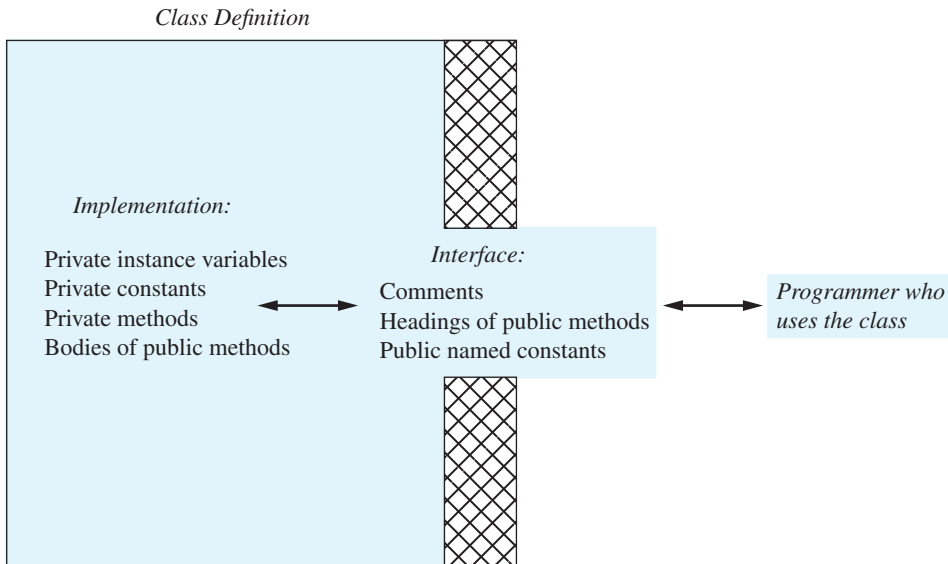 Class Definition
Implementation:
Private instance variables
Private constants
Private methods
Bodies of public methods
Interface:
Comments
Headings of public methods
Public named constants
Programmer who
uses the class